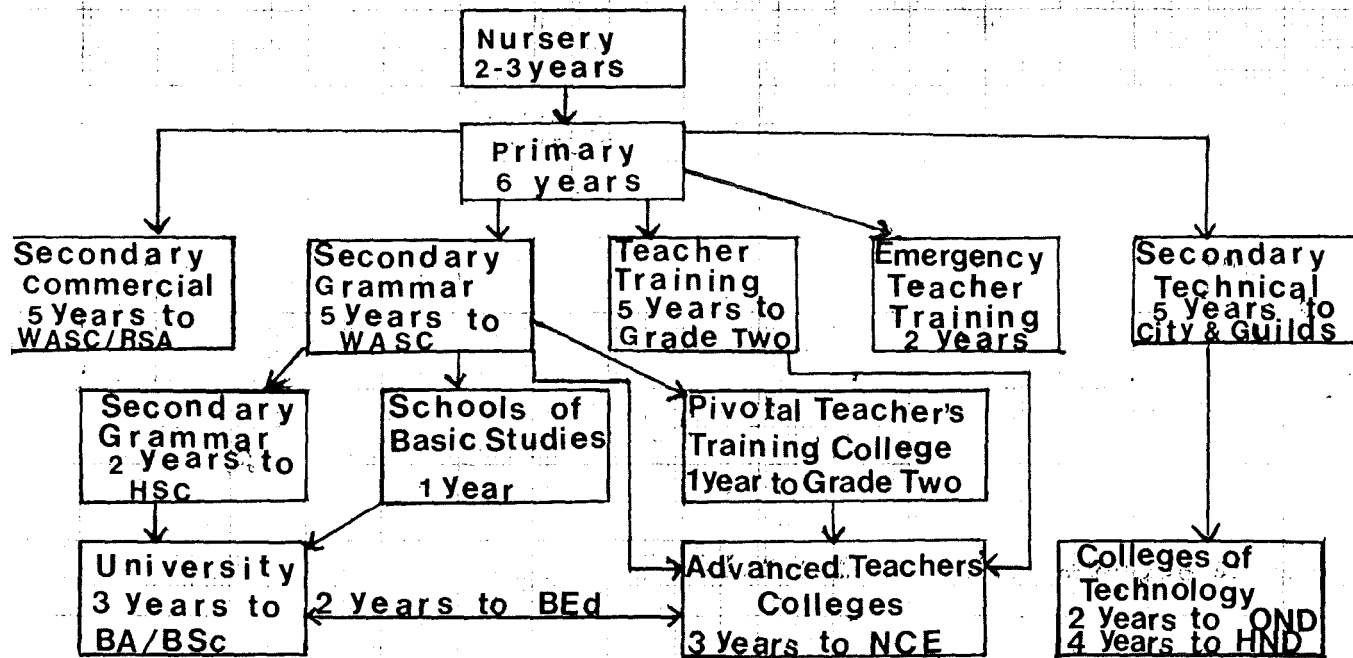 Nursery
2-3years
Primary
6 years
Secondary
Commercial
5 Years to
WASC/RSA
Secondary
Grammar
5 Years to
WASC
Teacher
Training
5 Years to
Grade Two
Emergency
Teacher
Training
2 Years
Secondary
Technical
5 Years to
City & Guilds
Secondary
Grammar
2 Years to
HSC
Schools of
Basic Studies
1 Year
Pivotal Teacher's
Training College
1 Year to Grade Two
University
3 Years to
BA/BSc
2 Years to BEd
Advanced Teachers
Colleges
3 Years to NCE
Colleges of
Technology
2 Years to OND
4 Years to HND